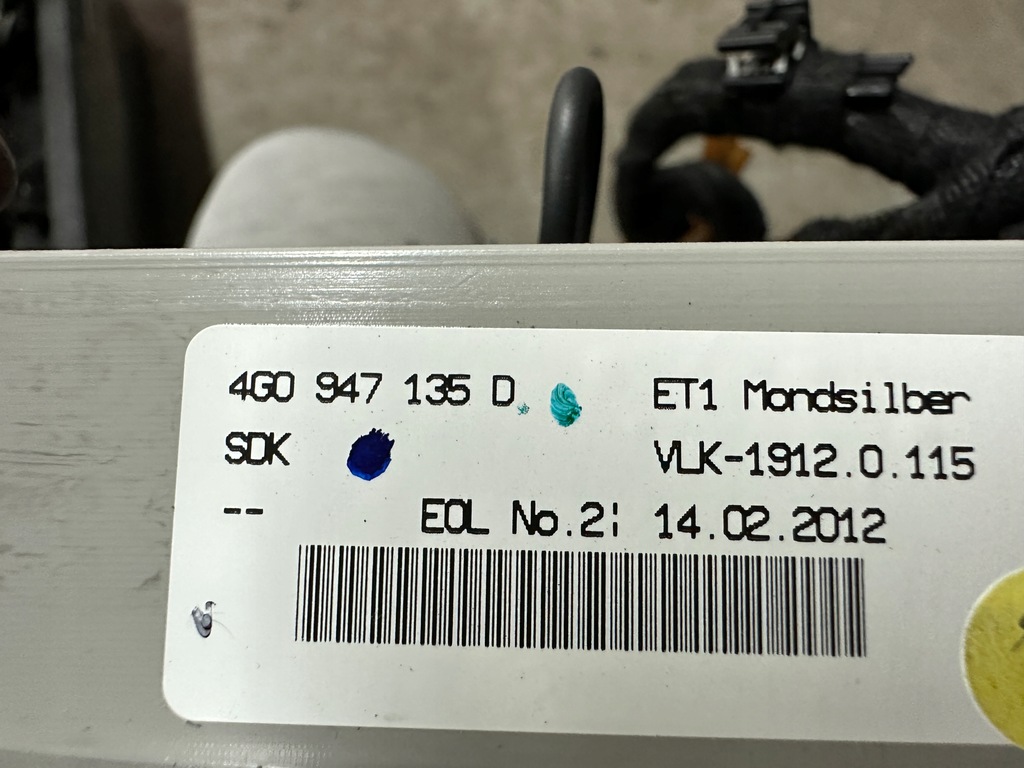 4G0 947 135 D ET1 Mondsilber
SDK VLK-1912.0.115
-- EOL No.2: 14.02.2012